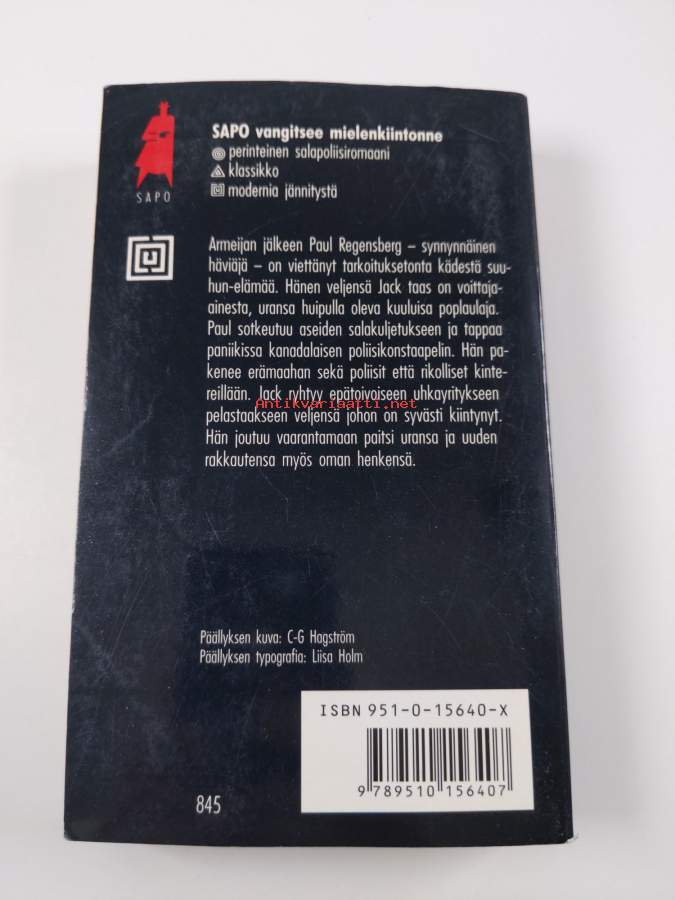 SAPO vangitsee mielenkiintonne
perinteinen salapoliisiromaani
klassikko
modernia jännitystä
SAPO
Armeijan jälkeen Paul Regensberg – synnynnäinen
häviäjä – on viettänyt tarkoituksetonta kädestä suu-
hun-elämää. Hänen veljensä Jack taas on voittaja-
ainesta, uransa huipulla oleva kuuluisa poplaulaja.
Paul sotkeutuu aseiden salakuljetukseen ja tappaa
paniikissa kanadalaisen poliisikonstaapelin. Hän pa-
kenee erämaahan sekä poliisit että rikolliset kinte-
reillään. Jack ryhtyy epätoivoiseen uhkayritykseen
Antikvariaatti.net
pelastaakseen veljensä johon on syvästi kiintynyt.
Hän joutuu vaarantamaan paitsi uransa ja uuden
rakkautensa myös oman henkensä.
Päällyksen kuva: C-G Hagström
Päällyksen typografia: Liisa Holm
ISBN 951-0-15640-X
9 789510 156407
845